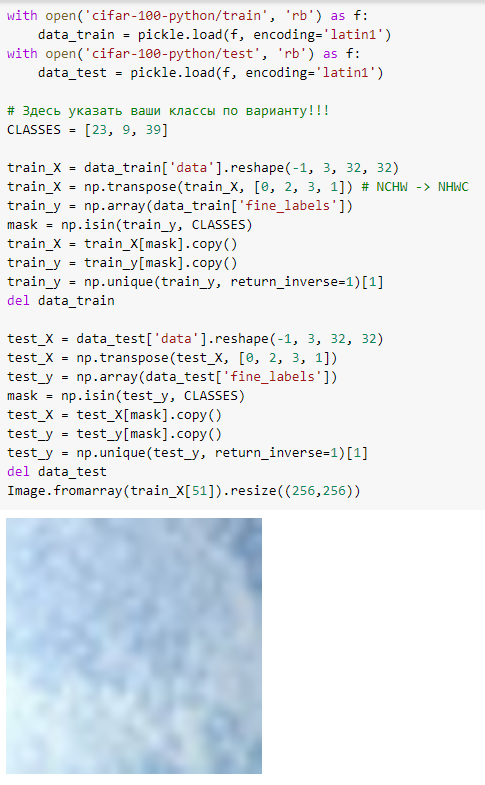 with open('cifar-100-python/train', 'rb') as f:
    data_train = pickle.load(f, encoding='latin1')
with open('cifar-100-python/test', 'rb') as f:
    data_test = pickle.load(f, encoding='latin1')

# Здесь указать ваши классы по варианту!!!
CLASSES = [23, 9, 39]

train_X = data_train['data'].reshape(-1, 3, 32, 32)
train_X = np.transpose(train_X, [0, 2, 3, 1]) # NCHW -> NHWC
train_y = np.array(data_train['fine_labels'])
mask = np.isin(train_y, CLASSES)
train_X = train_X[mask].copy()
train_y = train_y[mask].copy()
train_y = np.unique(train_y, return_inverse=1)[1]
del data_train

test_X = data_test['data'].reshape(-1, 3, 32, 32)
test_X = np.transpose(test_X, [0, 2, 3, 1])
test_y = np.array(data_test['fine_labels'])
mask = np.isin(test_y, CLASSES)
test_X = test_X[mask].copy()
test_y = test_y[mask].copy()
test_y = np.unique(test_y, return_inverse=1)[1]
del data_test
Image.fromarray(train_X[51]).resize((256,256))